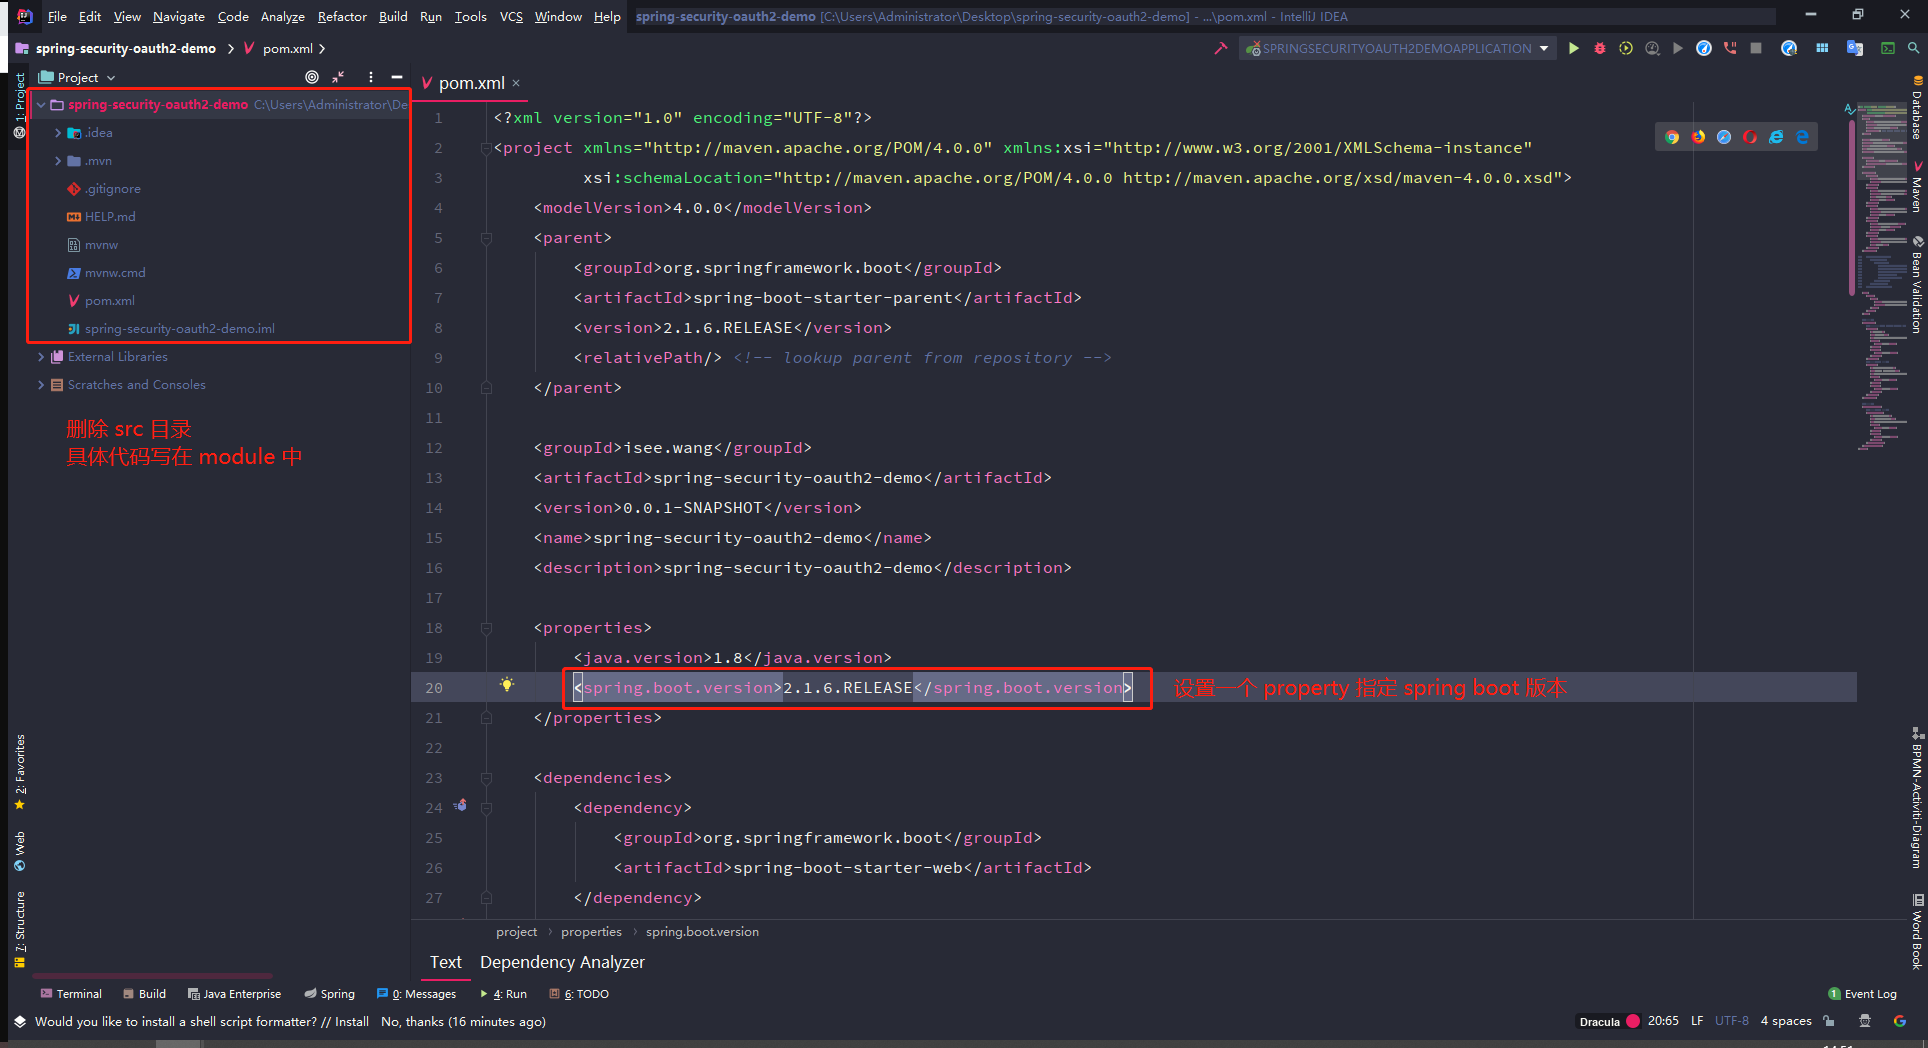 File Edit View Navigate Code Analyze Refactor Build Run Tools VCS Window Help
spring-security-oauth2-demo [C:\Users\Administrator\Desktop\spring-security-oauth2-demo] - ...\pom.xml - IntelliJ IDEA
spring-security-oauth2-demo pom.xml
SPRINGSECURITYOAUTH2DEMOAPPLICATION
Project
pom.xml
1: Project
spring-security-oauth2-demo C:\Users\Administrator\De
.idea
.mvn
.gitignore
HELP.md
mvnw
mvnw.cmd
pom.xml
spring-security-oauth2-demo.iml
External Libraries
Scratches and Consoles
删除 src 目录
具体代码写在 module 中
1 <?xml version="1.0" encoding="UTF-8"?>
2 <project xmlns="http://maven.apache.org/POM/4.0.0" xmlns:xsi="http://www.w3.org/2001/XMLSchema-instance"
3 xsi:schemaLocation="http://maven.apache.org/POM/4.0.0 http://maven.apache.org/xsd/maven-4.0.0.xsd">
4 <modelVersion>4.0.0</modelVersion>
5 <parent>
6 <groupId>org.springframework.boot</groupId>
7 <artifactId>spring-boot-starter-parent</artifactId>
8 <version>2.1.6.RELEASE</version>
9 <relativePath/> <!-- lookup parent from repository -->
10 </parent>
11
12 <groupId>isee.wang</groupId>
13 <artifactId>spring-security-oauth2-demo</artifactId>
14 <version>0.0.1-SNAPSHOT</version>
15 <name>spring-security-oauth2-demo</name>
16 <description>spring-security-oauth2-demo</description>
17
18 <properties>
19 <java.version>1.8</java.version>
20 <spring.boot.version>2.1.6.RELEASE</spring.boot.version>
设置一个 property 指定 spring boot 版本
21 </properties>
22
23 <dependencies>
24 <dependency>
25 <groupId>org.springframework.boot</groupId>
26 <artifactId>spring-boot-starter-web</artifactId>
27 </dependency>
Database
Maven
Bean Validation
BPMN-Activiti-Diagram
Word Book
2: Favorites
Web
7: Structure
project properties spring.boot.version
Text Dependency Analyzer
Terminal Build Java Enterprise Spring 0: Messages 4: Run 6: TODO
1 Event Log
Would you like to install a shell script formatter? // Install No, thanks (16 minutes ago)
Dracula 20:65 LF UTF-8 4 spaces